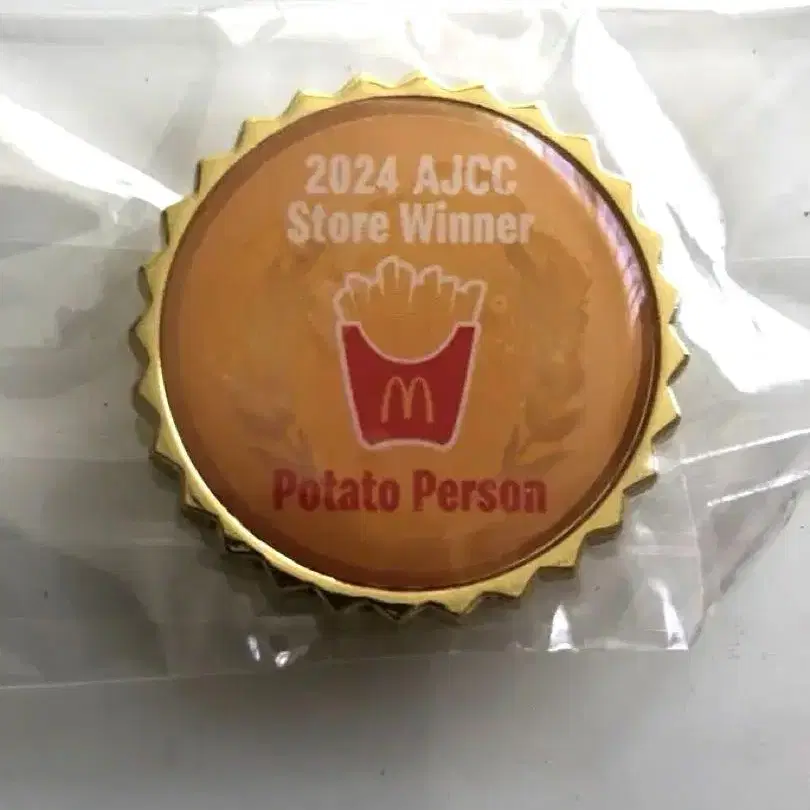 2024 AJCC
Store Winner
Potato Person